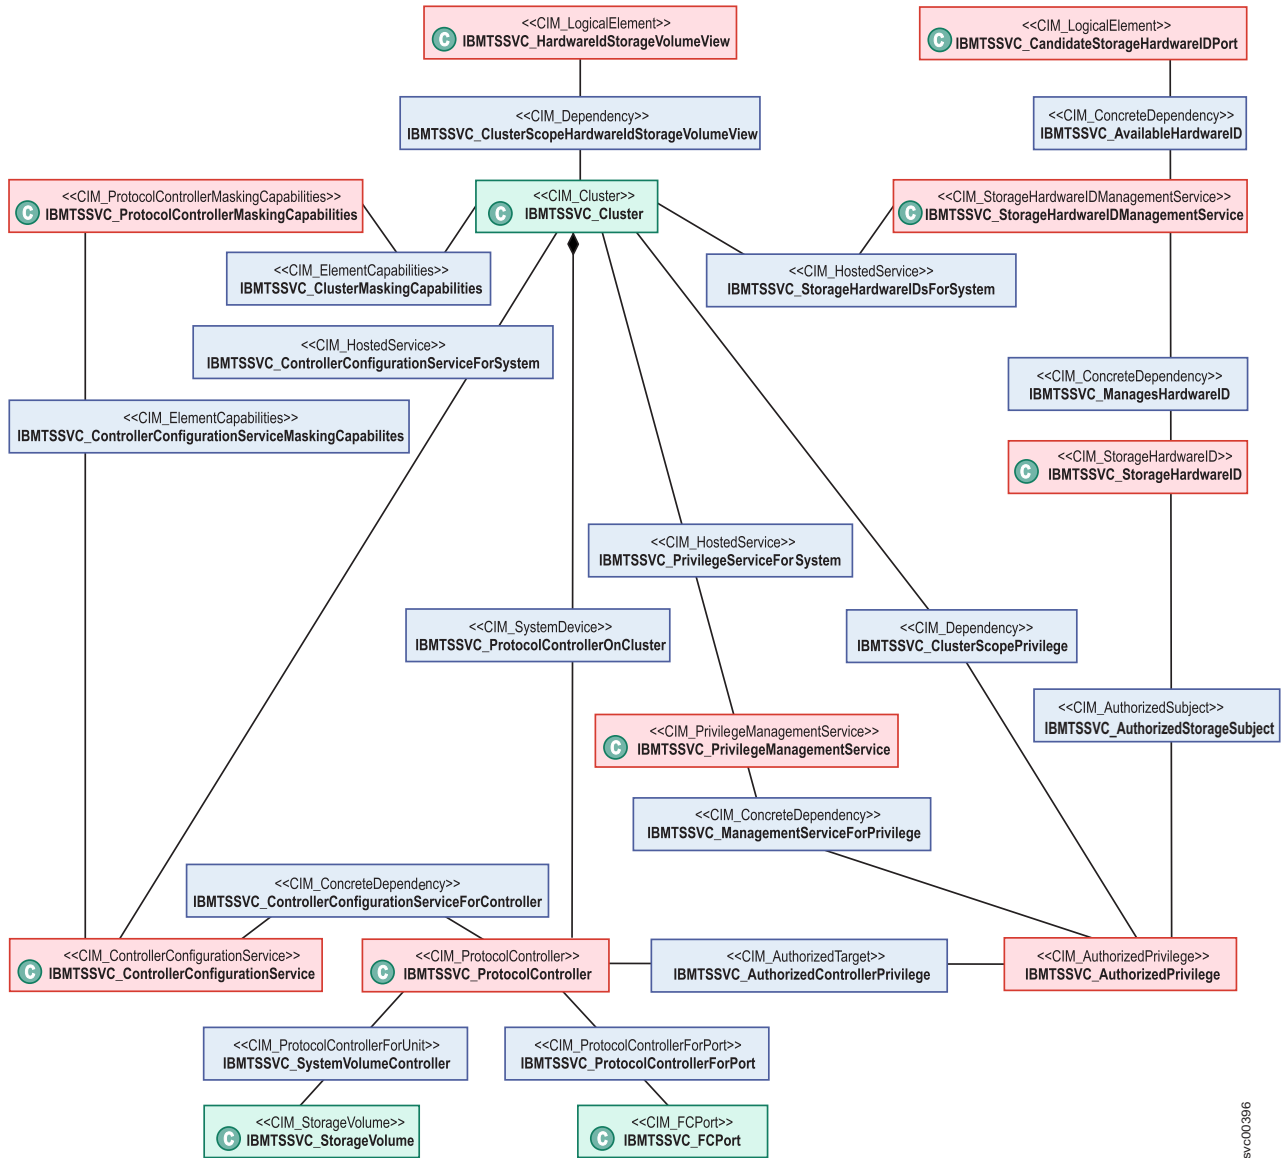 <<CIM_LogicalElement>>
C IBMTSSVC_HardwareIdStorageVolumeView
<<CIM_LogicalElement>>
C IBMTSSVC_CandidateStorageHardwareIDPort
<<CIM_Dependency>>
IBMTSSVC_ClusterScopeHardwareIdStorageVolumeView
<<CIM_ConcreteDependency>>
IBMTSSVC_AvailableHardwareID
<<CIM_ProtocolControllerMaskingCapabilities>>
C IBMTSSVC_ProtocolControllerMaskingCapabilities
<<CIM_Cluster>>
C IBMTSSVC_Cluster
<<CIM_StorageHardwareIDManagementService>>
C IBMTSSVC_StorageHardwareIDManagementService
<<CIM_ElementCapabilities>>
IBMTSSVC_ClusterMaskingCapabilities
<<CIM_HostedService>>
IBMTSSVC_StorageHardwareIDsForSystem
<<CIM_HostedService>>
IBMTSSVC_ControllerConfigurationServiceForSystem
<<CIM_ConcreteDependency>>
IBMTSSVC_ManagesHardwareID
<<CIM_ElementCapabilities>>
IBMTSSVC_ControllerConfigurationServiceMaskingCapabilites
<<CIM_StorageHardwareID>>
C IBMTSSVC_StorageHardwareID
<<CIM_HostedService>>
IBMTSSVC_PrivilegeServiceForSystem
<<CIM_SystemDevice>>
IBMTSSVC_ProtocolControllerOnCluster
<<CIM_Dependency>>
IBMTSSVC_ClusterScopePrivilege
<<CIM_AuthorizedSubject>>
IBMTSSVC_AuthorizedStorageSubject
<<CIM_PrivilegeManagementService>>
C IBMTSSVC_PrivilegeManagementService
<<CIM_ConcreteDependency>>
IBMTSSVC_ManagementServiceForPrivilege
<<CIM_ConcreteDependency>>
IBMTSSVC_ControllerConfigurationServiceForController
<<CIM_ControllerConfigurationService>>
C IBMTSSVC_ControllerConfigurationService
<<CIM_ProtocolController>>
C IBMTSSVC_ProtocolController
<<CIM_AuthorizedTarget>>
IBMTSSVC_AuthorizedControllerPrivilege
<<CIM_AuthorizedPrivilege>>
IBMTSSVC_AuthorizedPrivilege
<<CIM_ProtocolControllerForUnit>>
IBMTSSVC_SystemVolumeController
<<CIM_ProtocolControllerForPort>>
IBMTSSVC_ProtocolControllerForPort
<<CIM_StorageVolume>>
C IBMTSSVC_StorageVolume
<<CIM_FCPort>>
C IBMTSSVC_FCPort
svc00396